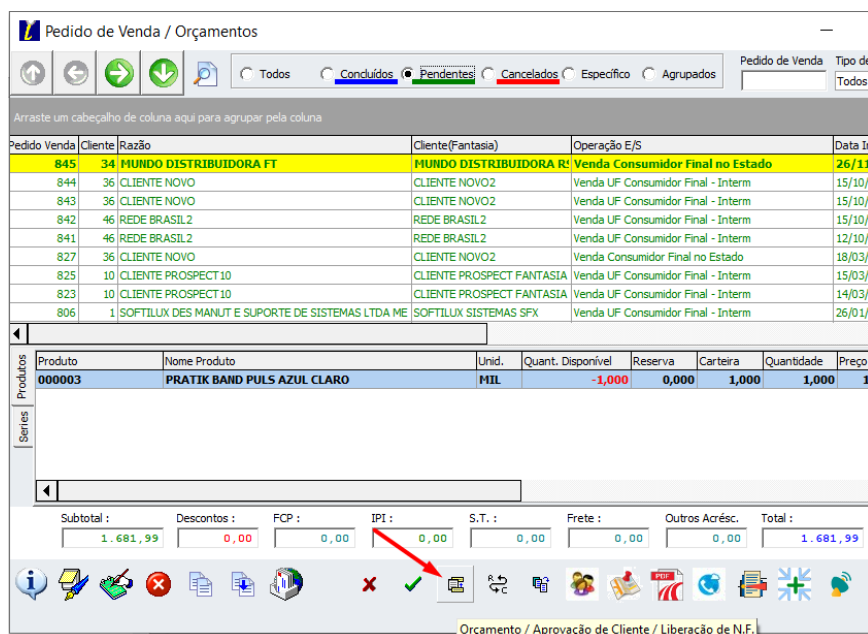 Pedido de Venda / Orçamentos
Todos Concluídos Pendentes Cancelados Específico Agrupados
Pedido de Venda Tipo de
Todos
Arraste um cabeçalho de coluna aqui para agrupar pela coluna
Pedido Venda Cliente Razão Cliente(Fantasia) Operação E/S Data In
845 34 MUNDO DISTRIBUIDORA FT MUNDO DISTRIBUIDORA RS Venda Consumidor Final no Estado 26/11
844 36 CLIENTE NOVO CLIENTE NOVO2 Venda UF Consumidor Final - Interm 15/10/
843 36 CLIENTE NOVO CLIENTE NOVO2 Venda UF Consumidor Final - Interm 15/10/
842 46 REDE BRASIL2 REDE BRASIL2 Venda UF Consumidor Final - Interm 15/10/
841 46 REDE BRASIL2 REDE BRASIL2 Venda UF Consumidor Final - Interm 12/10/
827 36 CLIENTE NOVO CLIENTE NOVO2 Venda Consumidor Final no Estado 18/03/
825 10 CLIENTE PROSPECT10 CLIENTE PROSPECT FANTASIA Venda UF Consumidor Final - Interm 15/03/
823 10 CLIENTE PROSPECT10 CLIENTE PROSPECT FANTASIA Venda UF Consumidor Final - Interm 14/03/
806 1 SOFTILUX DES MANUT E SUPORTE DE SISTEMAS LTDA ME SOFTILUX SISTEMAS SFX Venda UF Consumidor Final - Interm 26/01/
Produtos
Series
Produto Nome Produto Unid. Quant. Disponível Reserva Carteira Quantidade Preço
000003 PRATIK BAND PULS AZUL CLARO MIL -1,000 0,000 1,000 1,000 1
Subtotal : Descontos : FCP : IPI : S.T. : Frete : Outros Acrésc. Total :
1.681,99 0,00 0,00 0,00 0,00 0,00 0,00 1.681,99
R C
PDF
Orçamento / Aprovação de Cliente / Liberação de N.F.